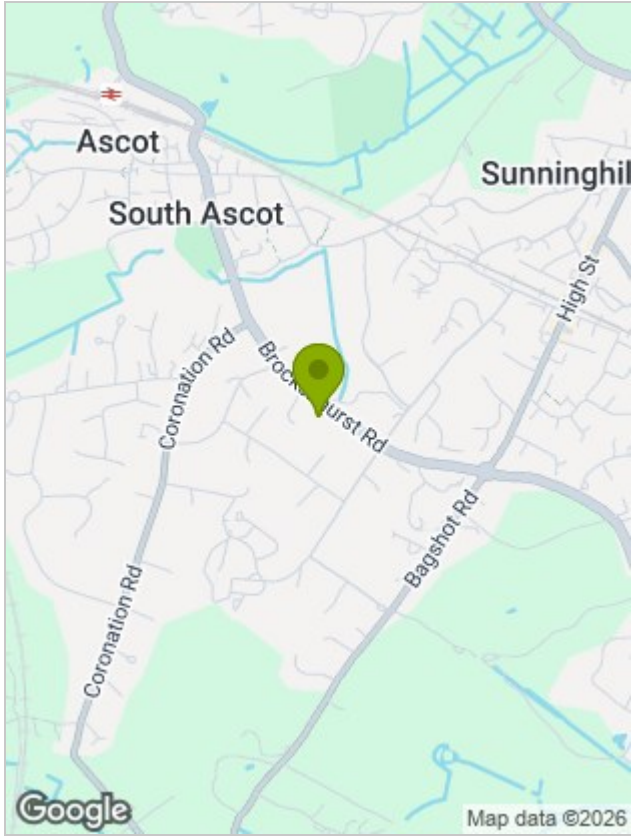 Ascot
Sunninghil
South Ascot
High St
Coronation Rd
Bagshot Rd
Coronation Rd
Google
Map data ©2026